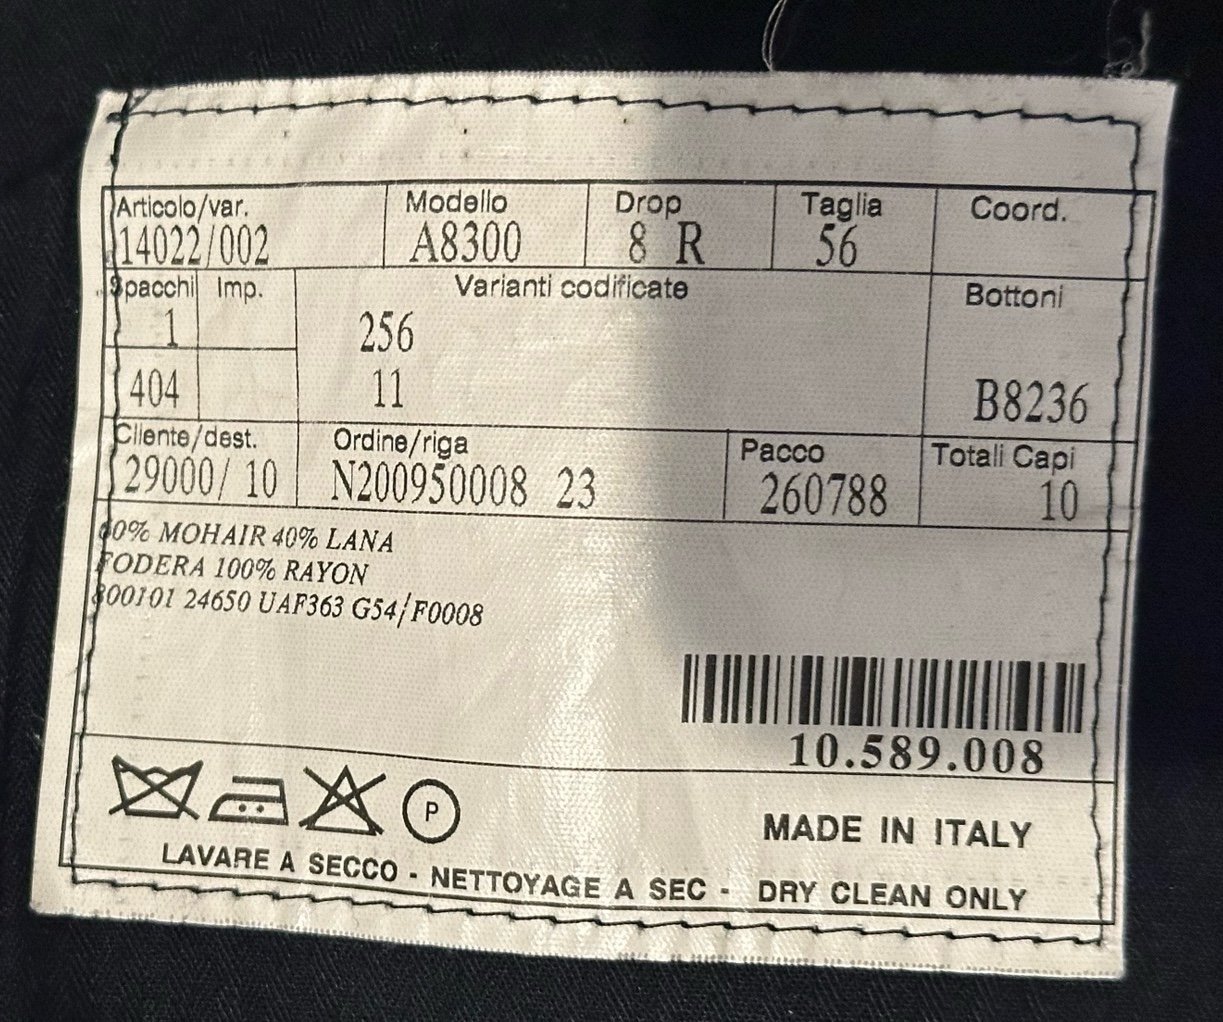 Articolo/var. Modello Drop Taglia Coord.
14022/002 A8300 8 R 56
Spacchi Imp. Varianti codificate Bottoni
1 256
404 11 B8236
Cliente/dest. Ordine/riga Pacco Totali Capi
29000/ 10 N200950008 23 260788 10
60% MOHAIR 40% LANA
FODERA 100% RAYON
800101 24650 UAF363 G54/F0008
10.589.008
P
MADE IN ITALY
LAVARE A SECCO - NETTOYAGE A SEC - DRY CLEAN ONLY